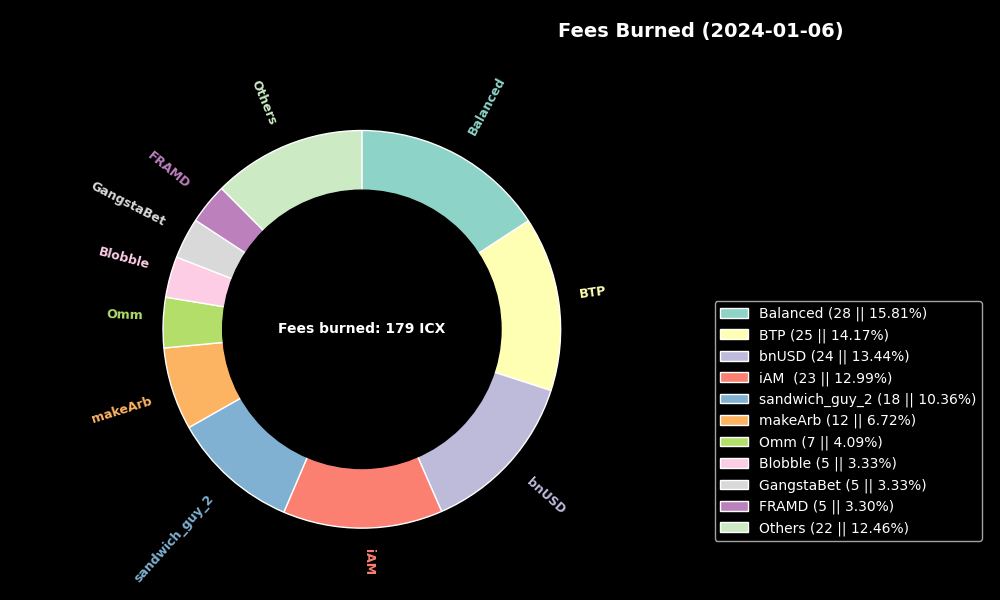 Fees Burned (2024-01-06)
Others
Balanced
FRAMD
GangstaBet
Blobble
BTP
Omm
Fees burned: 179 ICX
makeArb
bnUSD
sandwich_guy_2
iAM
Balanced (28 || 15.81%)
BTP (25 || 14.17%)
bnUSD (24 || 13.44%)
iAM  (23 || 12.99%)
sandwich_guy_2 (18 || 10.36%)
makeArb (12 || 6.72%)
Omm (7 || 4.09%)
Blobble (5 || 3.33%)
GangstaBet (5 || 3.33%)
FRAMD (5 || 3.30%)
Others (22 || 12.46%)